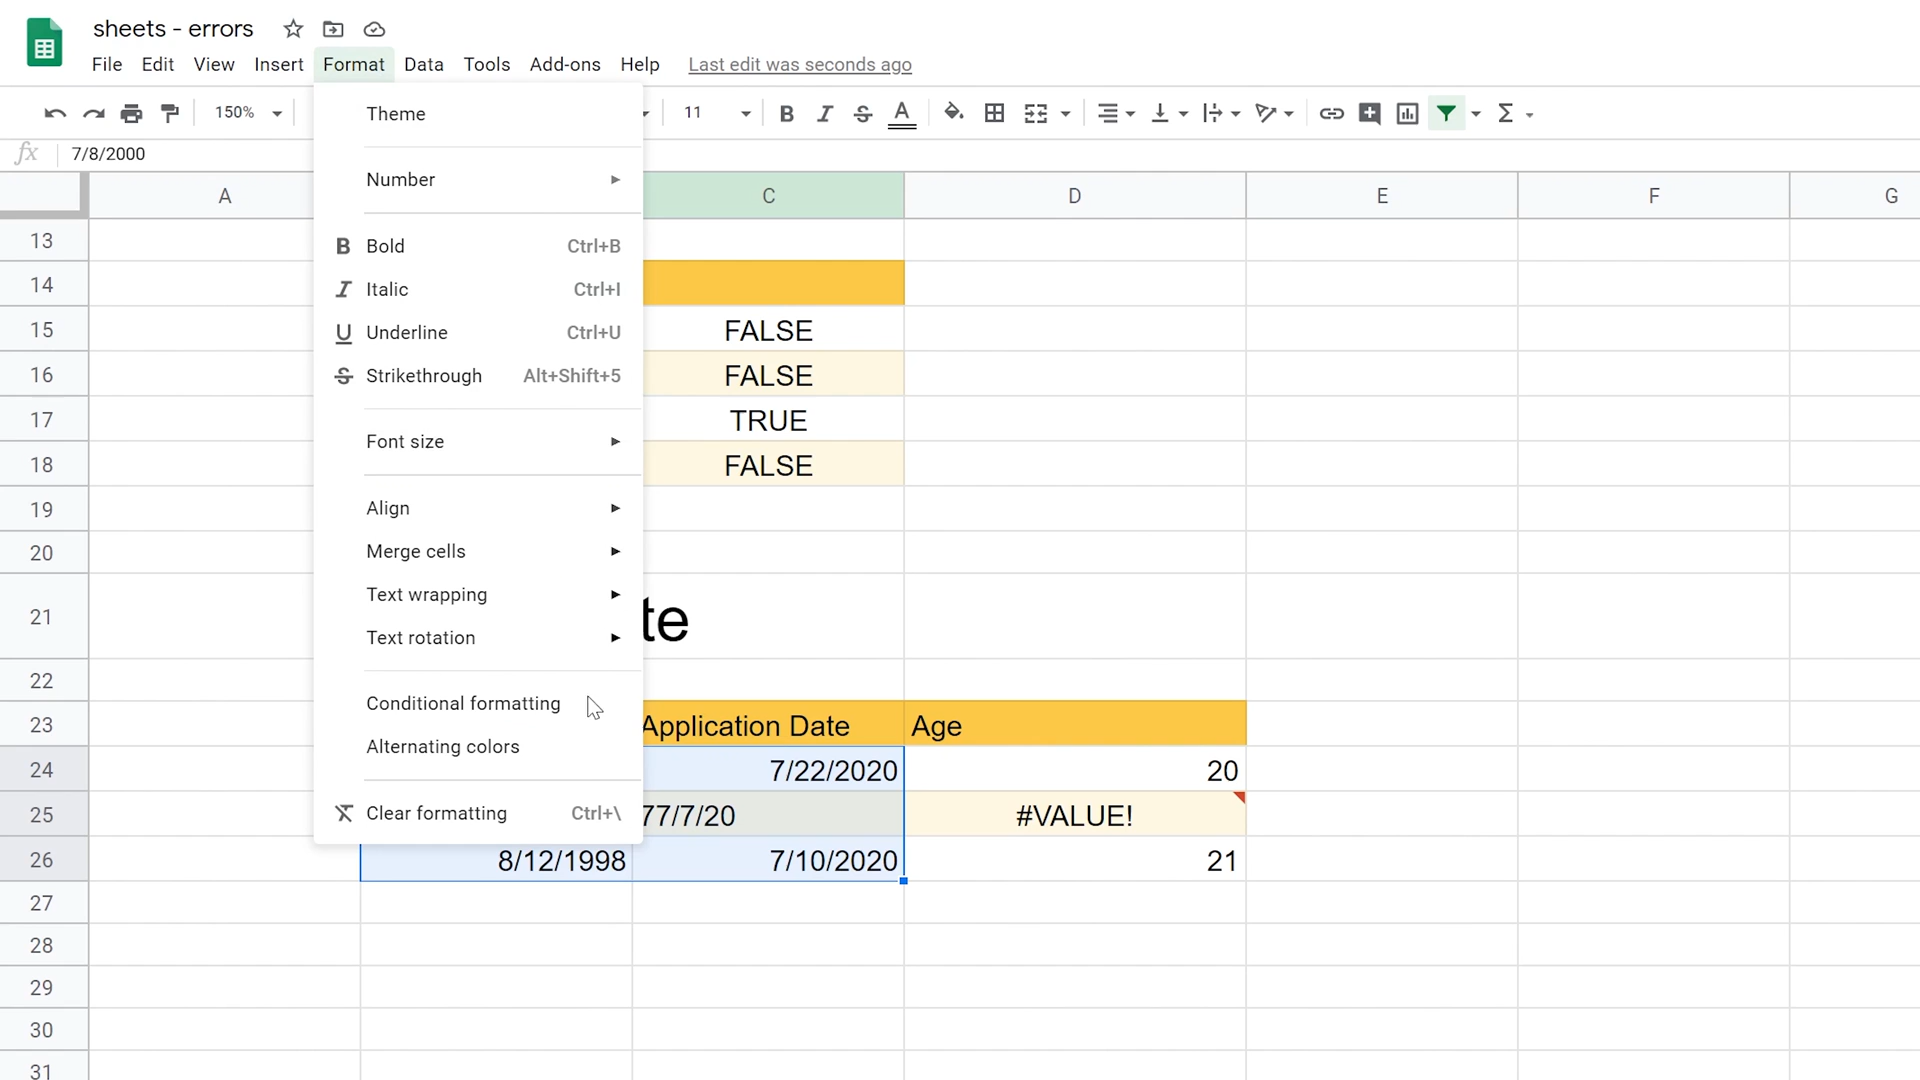 sheets - errors
File Edit View Insert Format Data Tools Add-ons Help Last edit was seconds ago
150% 11 B I S A Σ
fx 7/8/2000
A C D E F G
Theme
Number
B Bold Ctrl+B
I Italic Ctrl+I
U Underline Ctrl+U
S Strikethrough Alt+Shift+5
Font size
Align
Merge cells
Text wrapping
Text rotation
Conditional formatting
Alternating colors
Clear formatting Ctrl+\
13
14
15 FALSE
16 FALSE
17 TRUE
18 FALSE
19
20
21 te
22
23 Application Date Age
24 7/22/2020 20
25 77/7/20 #VALUE!
26 8/12/1998 7/10/2020 21
27
28
29
30
31